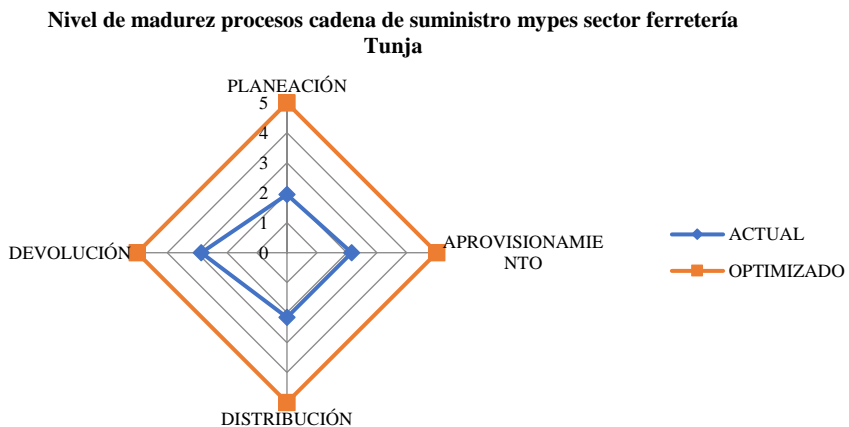 Nivel de madurez procesos cadena de suministro mypes sector ferretería
Tunja
PLANEACIÓN
5
4
3
2
1
0
DEVOLUCIÓN
APROVISIONAMIE
NTO
DISTRIBUCIÓN
ACTUAL
OPTIMIZADO